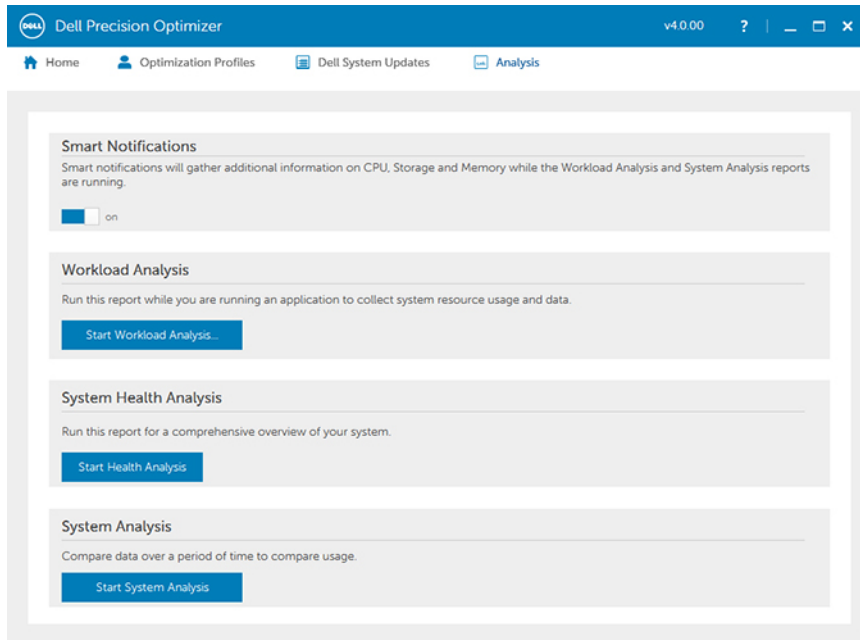 DELL Dell Precision Optimizer v4.0.00 ?
Home Optimization Profiles Dell System Updates Analysis
Smart Notifications
Smart notifications will gather additional information on CPU, Storage and Memory while the Workload Analysis and System Analysis reports
are running.
on
Workload Analysis
Run this report while you are running an application to collect system resource usage and data.
Start Workload Analysis...
System Health Analysis
Run this report for a comprehensive overview of your system.
Start Health Analysis
System Analysis
Compare data over a period of time to compare usage.
Start System Analysis